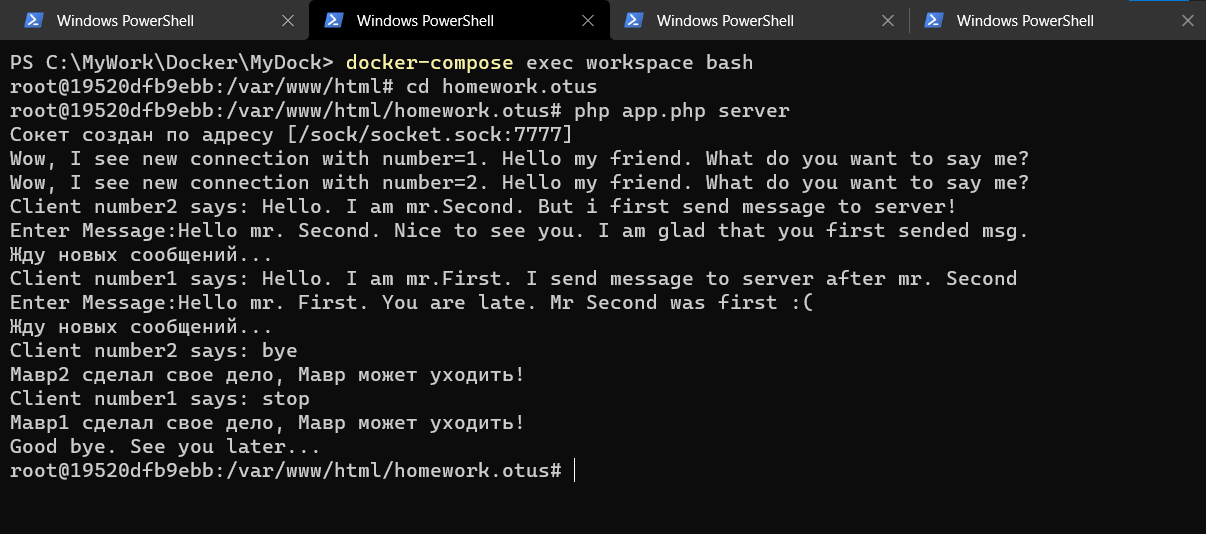 Windows PowerShell
Windows PowerShell
Windows PowerShell
Windows PowerShell
PS C:\MyWork\Docker\MyDock> docker-compose exec workspace bash
root@19520dfb9ebb:/var/www/html# cd homework.otus
root@19520dfb9ebb:/var/www/html/homework.otus# php app.php server
Сокет создан по адресу [/sock/socket.sock:7777]
Wow, I see new connection with number=1. Hello my friend. What do you want to say me?
Wow, I see new connection with number=2. Hello my friend. What do you want to say me?
Client number2 says: Hello. I am mr.Second. But i first send message to server!
Enter Message:Hello mr. Second. Nice to see you. I am glad that you first sended msg.
Жду новых сообщений...
Client number1 says: Hello. I am mr.First. I send message to server after mr. Second
Enter Message:Hello mr. First. You are late. Mr Second was first :(
Жду новых сообщений...
Client number2 says: bye
Мавр2 сделал свое дело, Мавр может уходить!
Client number1 says: stop
Мавр1 сделал свое дело, Мавр может уходить!
Good bye. See you later...
root@19520dfb9ebb:/var/www/html/homework.otus#